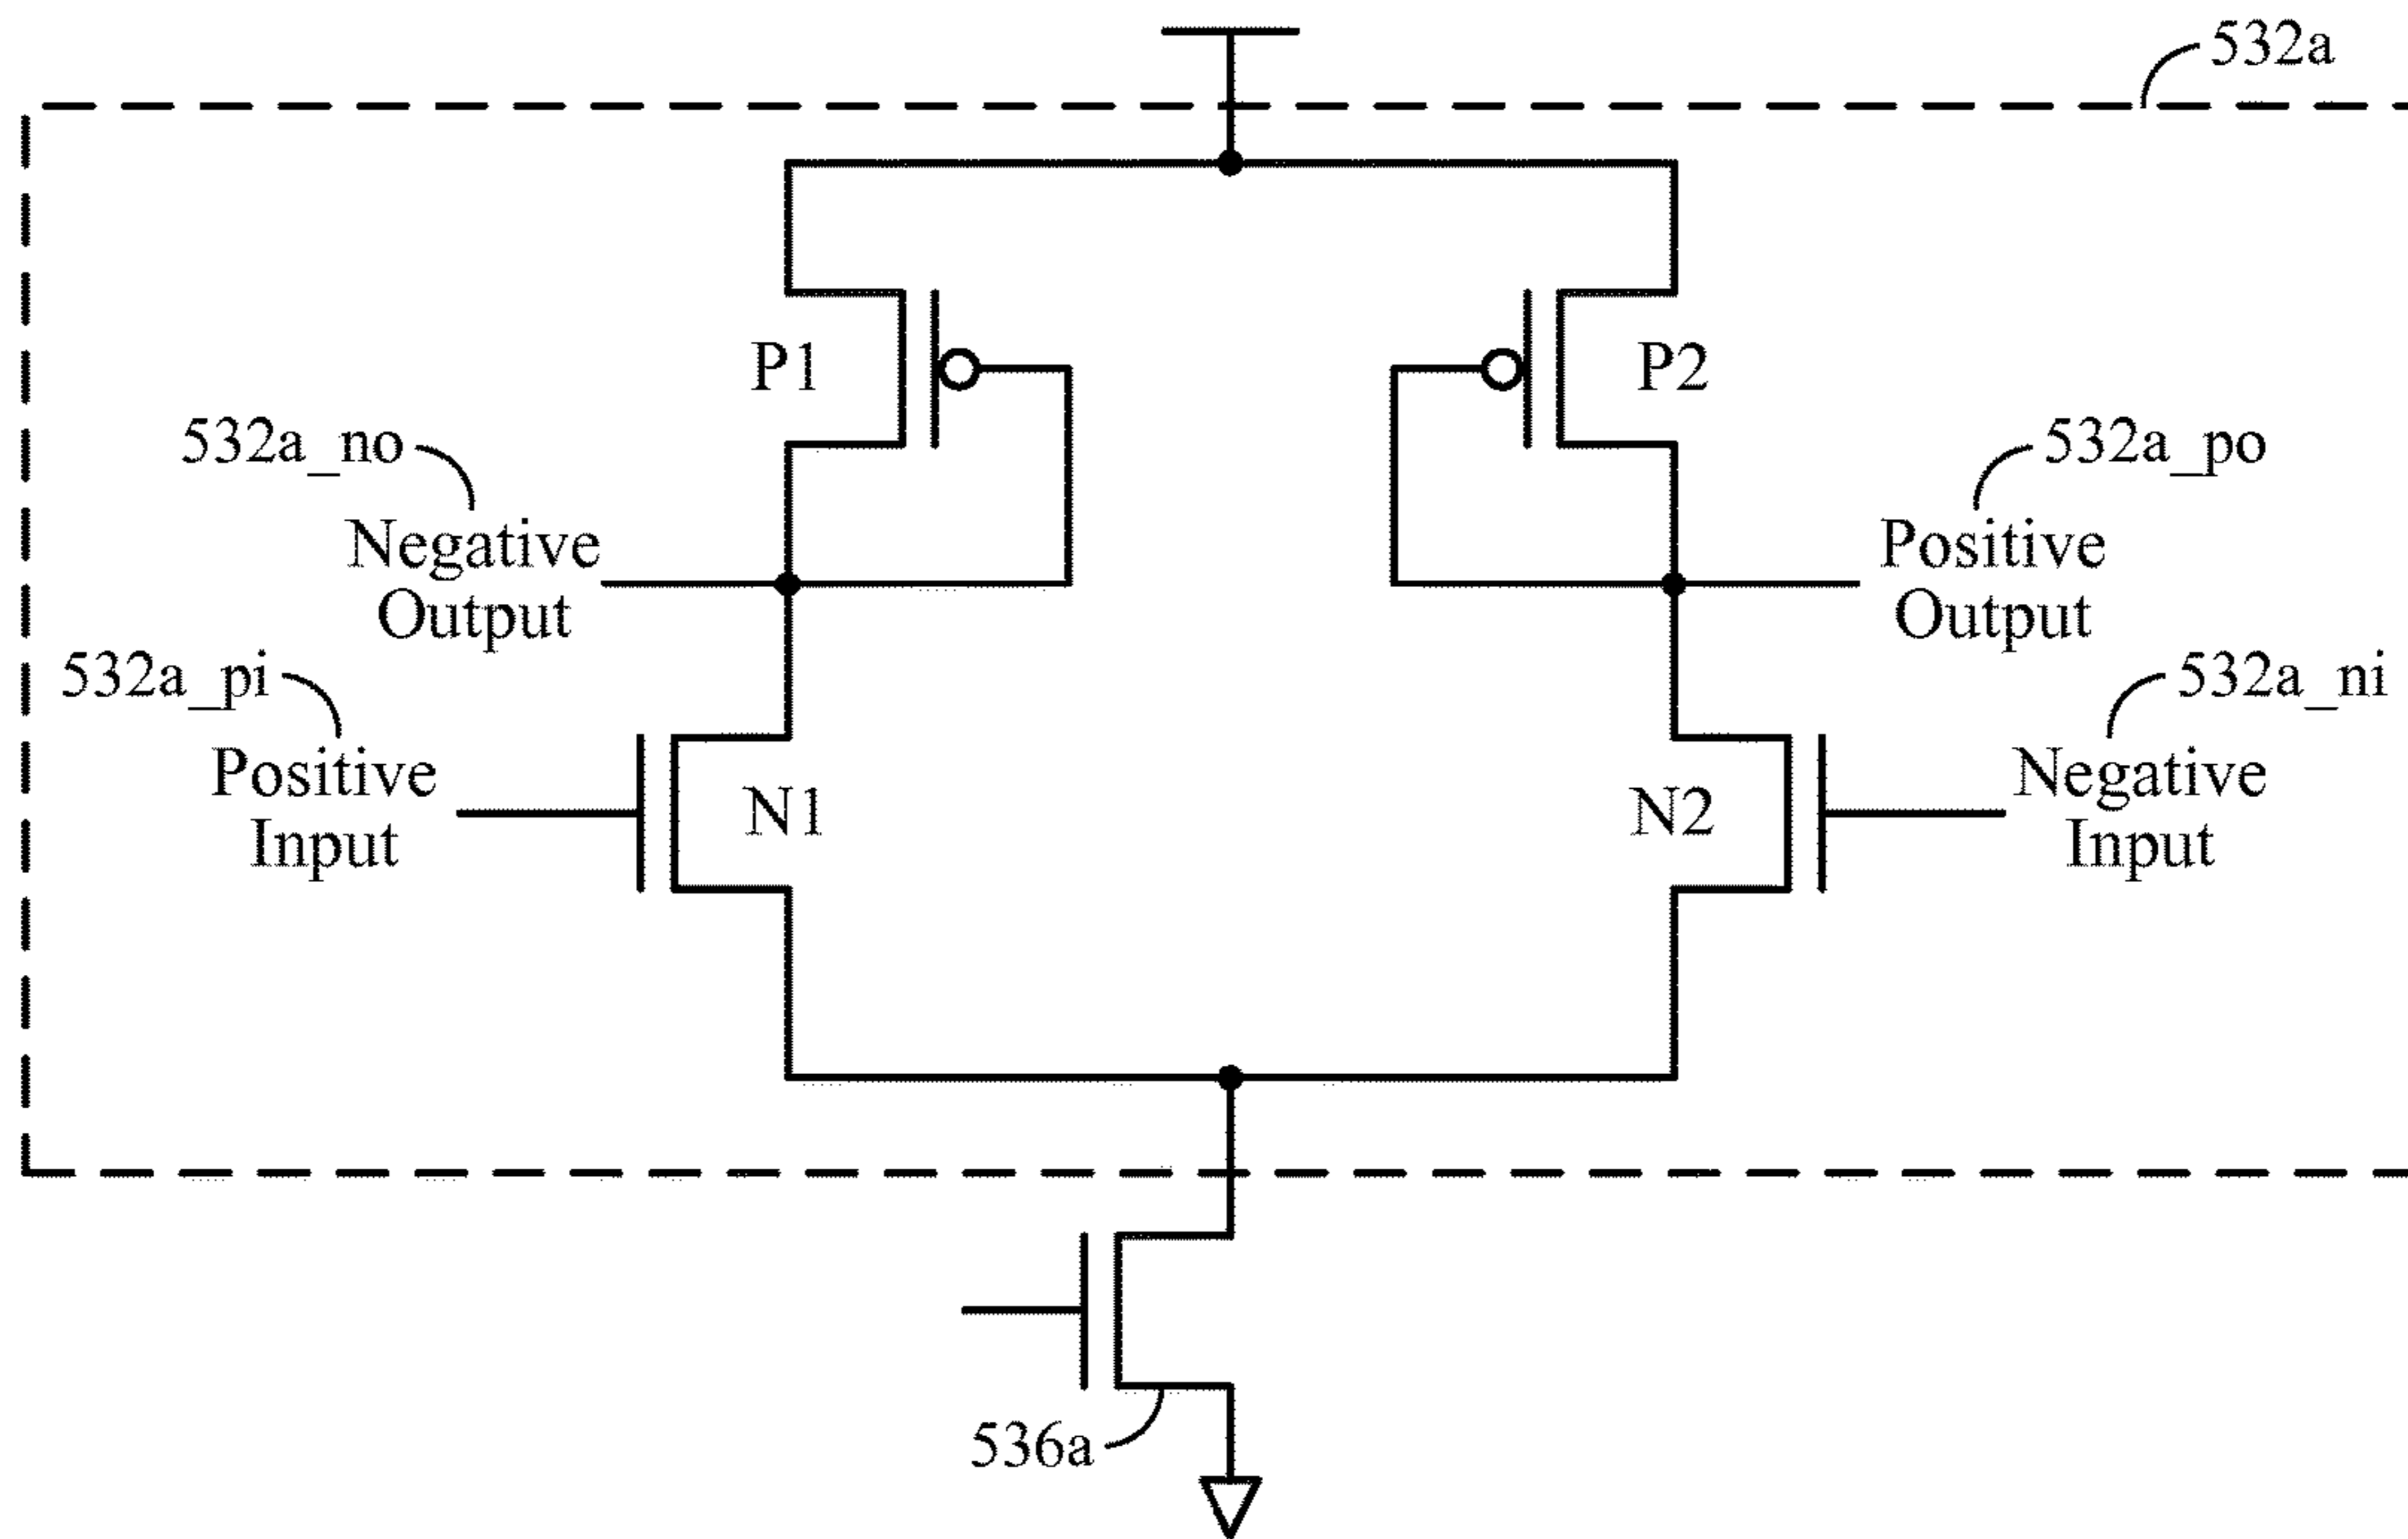 532a
P1
P2
532a_no
532a_po
Negative
Output
Positive
Output
532a_pi
532a_ni
Positive
Input
N1
N2
Negative
Input
536a